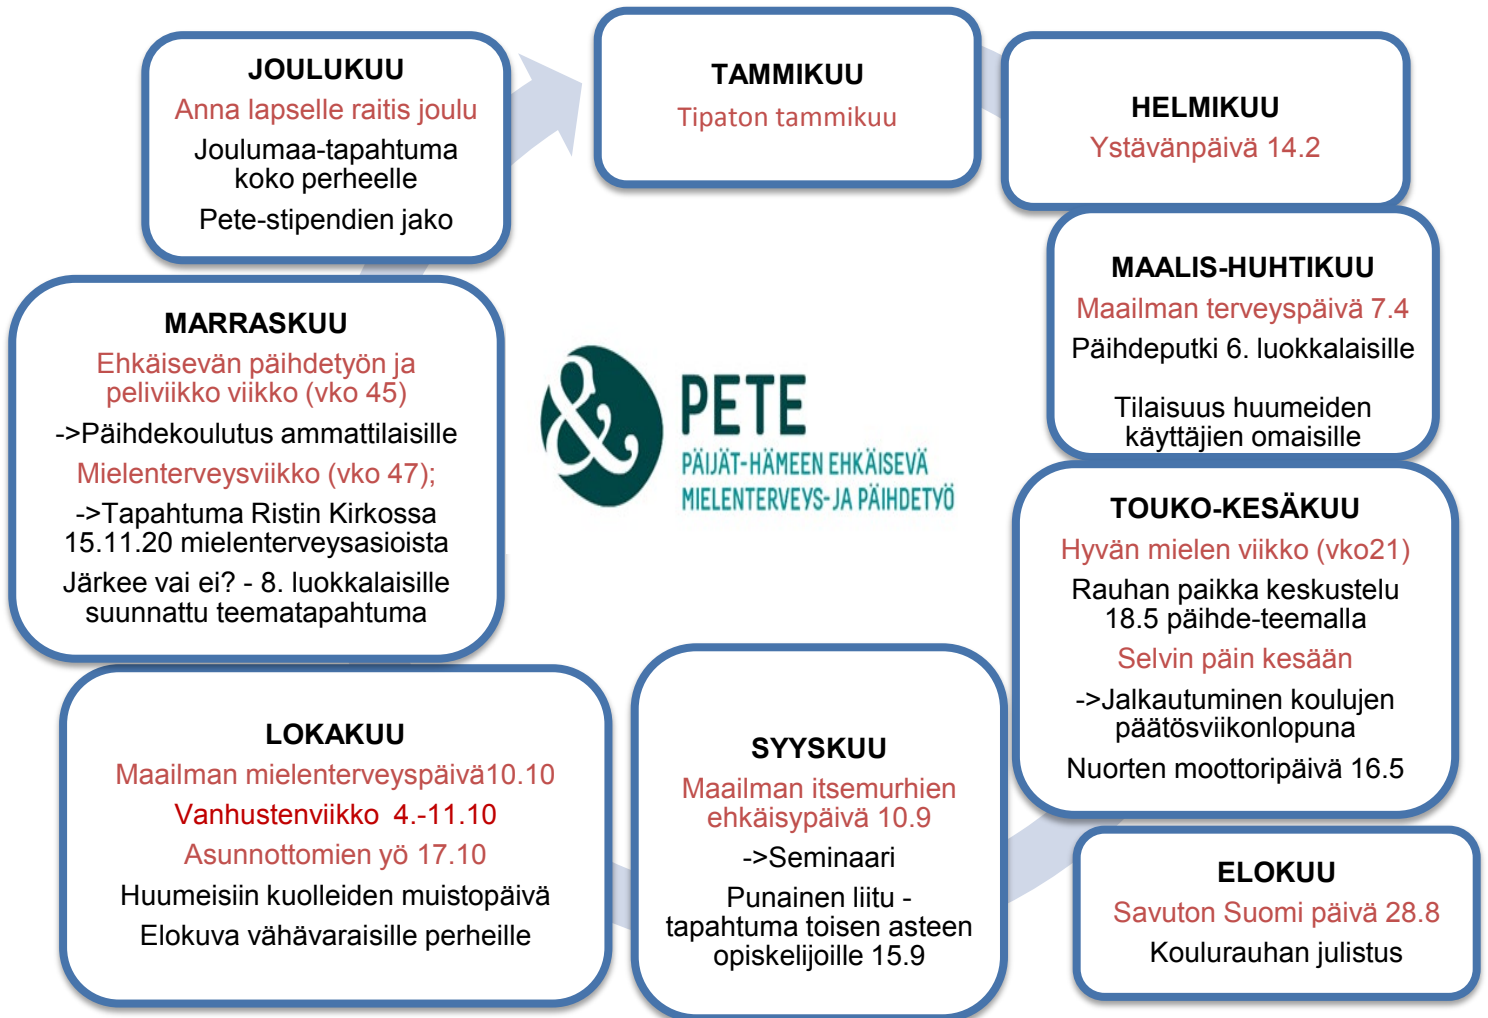 TAMMIKUU
Tipaton tammikuu
HELMIKUU
Ystävänpäivä 14.2
MAALIS-HUHTIKUU
Maailman terveyspäivä 7.4
Päihdeputki 6. luokkalaisille
Tilaisuus huumeiden
käyttäjien omaisille
TOUKO-KESÄKUU
Hyvän mielen viikko (vko21)
Rauhan paikka keskustelu
18.5 päihde-teemalla
Selvin päin kesään
->Jalkautuminen koulujen
päätösviikonlopuna
Nuorten moottoripäivä 16.5
ELOKUU
Savuton Suomi päivä 28.8
Koulurauhan julistus
SYYSKUU
Maailman itsemurhien
ehkäisypäivä 10.9
->Seminaari
Punainen liitu -
tapahtuma toisen asteen
opiskelijoille 15.9
LOKAKUU
Maailman mielenterveyspäivä10.10
Vanhustenviikko 4.-11.10
Asunnottomien yö 17.10
Huumeisiin kuolleiden muistopäivä
Elokuva vähävaraisille perheille
MARRASKUU
Ehkäisevän päihdetyön ja
peliviikko viikko (vko 45)
->Päihdekoulutus ammattilaisille
Mielenterveysviikko (vko 47);
->Tapahtuma Ristin Kirkossa
15.11.20 mielenterveysasioista
Järkee vai ei? - 8. luokkalaisille
suunnattu teematapahtuma
JOULUKUU
Anna lapselle raitis joulu
Joulumaa-tapahtuma
koko perheelle
Pete-stipendien jako
&
PETE
PÄIJÄT-HÄMEEN EHKÄISEVÄ
MIELENTERVEYS-JA PÄIHDETYÖ